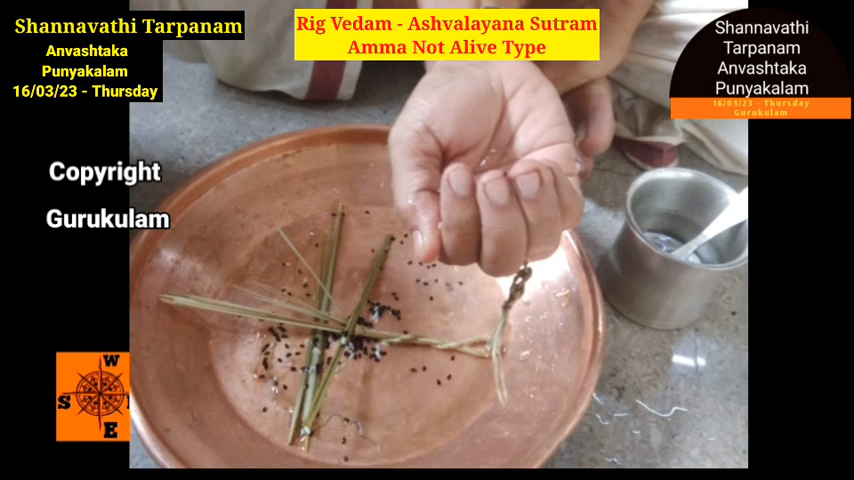 Shannavathi Tarpanam
Anvashtaka
Punyakalam
16/03/23 - Thursday
Rig Vedam - Ashvalayana Sutram
Amma Not Alive Type
Shannavathi
Tarpanam
Anvashtaka
Punyakalam
16/03/23 - Thursday
Gurukulam
Copyright
Gurukulam
W
S
E